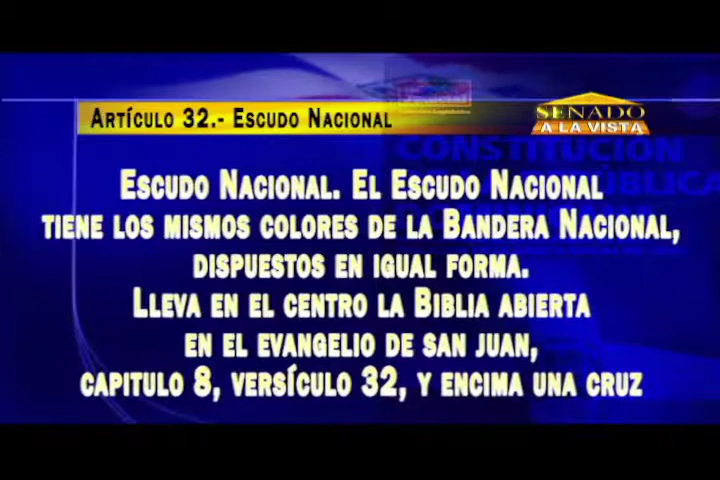 Artículo 32.- Escudo Nacional
SENADO
A LA VISTA
CONSTITUCIÓN
Escudo Nacional. El Escudo Nacional
tiene los mismos colores de la Bandera Nacional,
dispuestos en igual forma.
Lleva en el centro la Biblia abierta
en el evangelio de san Juan,
capitulo 8, versículo 32, y encima una cruz